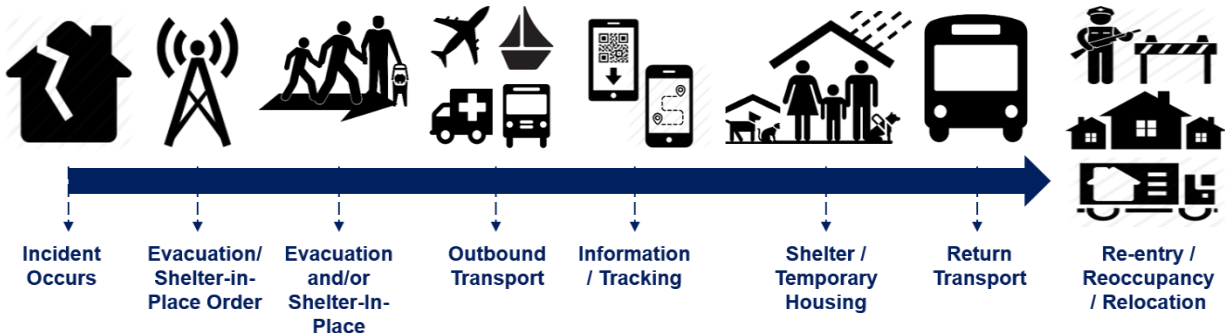 Incident
Occurs
Evacuation/
Shelter-in-
Place Order
Evacuation
and/or
Shelter-In-
Place
Outbound
Transport
Information
/ Tracking
Shelter /
Temporary
Housing
Return
Transport
Re-entry /
Reoccupancy
/ Relocation